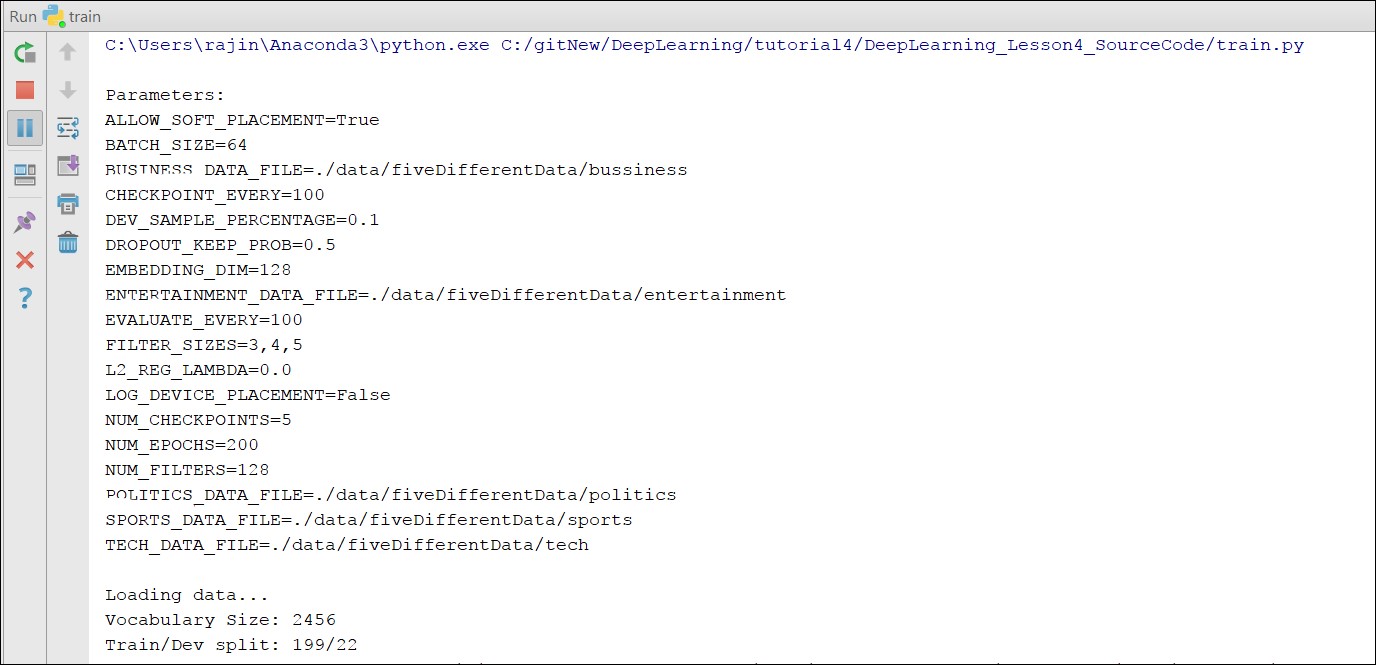 Run train
C:\Users\rajin\Anaconda3\python.exe C:/gitNew/DeepLearning/tutorial4/DeepLearning_Lesson4_SourceCode/train.py
Parameters:
ALLOW_SOFT_PLACEMENT=True
BATCH_SIZE=64
BUSINESS_DATA_FILE=./data/fiveDifferentData/bussiness
CHECKPOINT_EVERY=100
DEV_SAMPLE_PERCENTAGE=0.1
DROPOUT_KEEP_PROB=0.5
EMBEDDING_DIM=128
ENTERTAINMENT_DATA_FILE=./data/fiveDifferentData/entertainment
EVALUATE_EVERY=100
FILTER_SIZES=3,4,5
L2_REG_LAMBDA=0.0
LOG_DEVICE_PLACEMENT=False
NUM_CHECKPOINTS=5
NUM_EPOCHS=200
NUM_FILTERS=128
POLITICS_DATA_FILE=./data/fiveDifferentData/politics
SPORTS_DATA_FILE=./data/fiveDifferentData/sports
TECH_DATA_FILE=./data/fiveDifferentData/tech
Loading data...
Vocabulary Size: 2456
Train/Dev split: 199/22